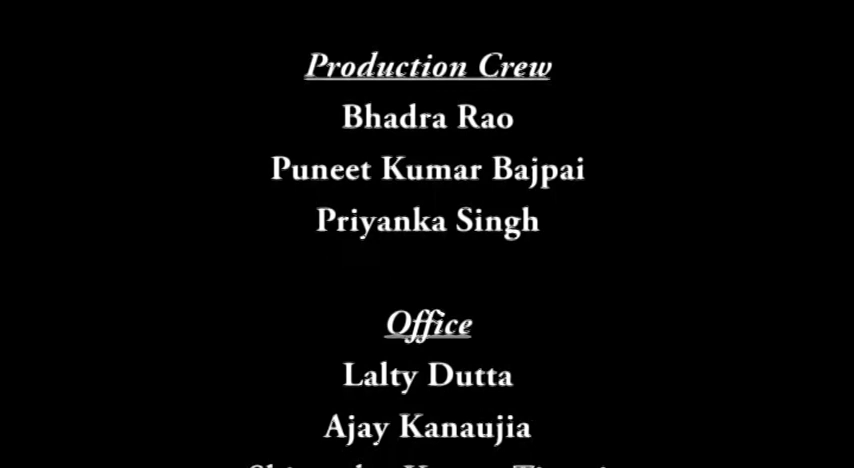 Production Crew
Bhadra Rao
Puneet Kumar Bajpai
Priyanka Singh
Office
Lalty Dutta
Ajay Kanaujia